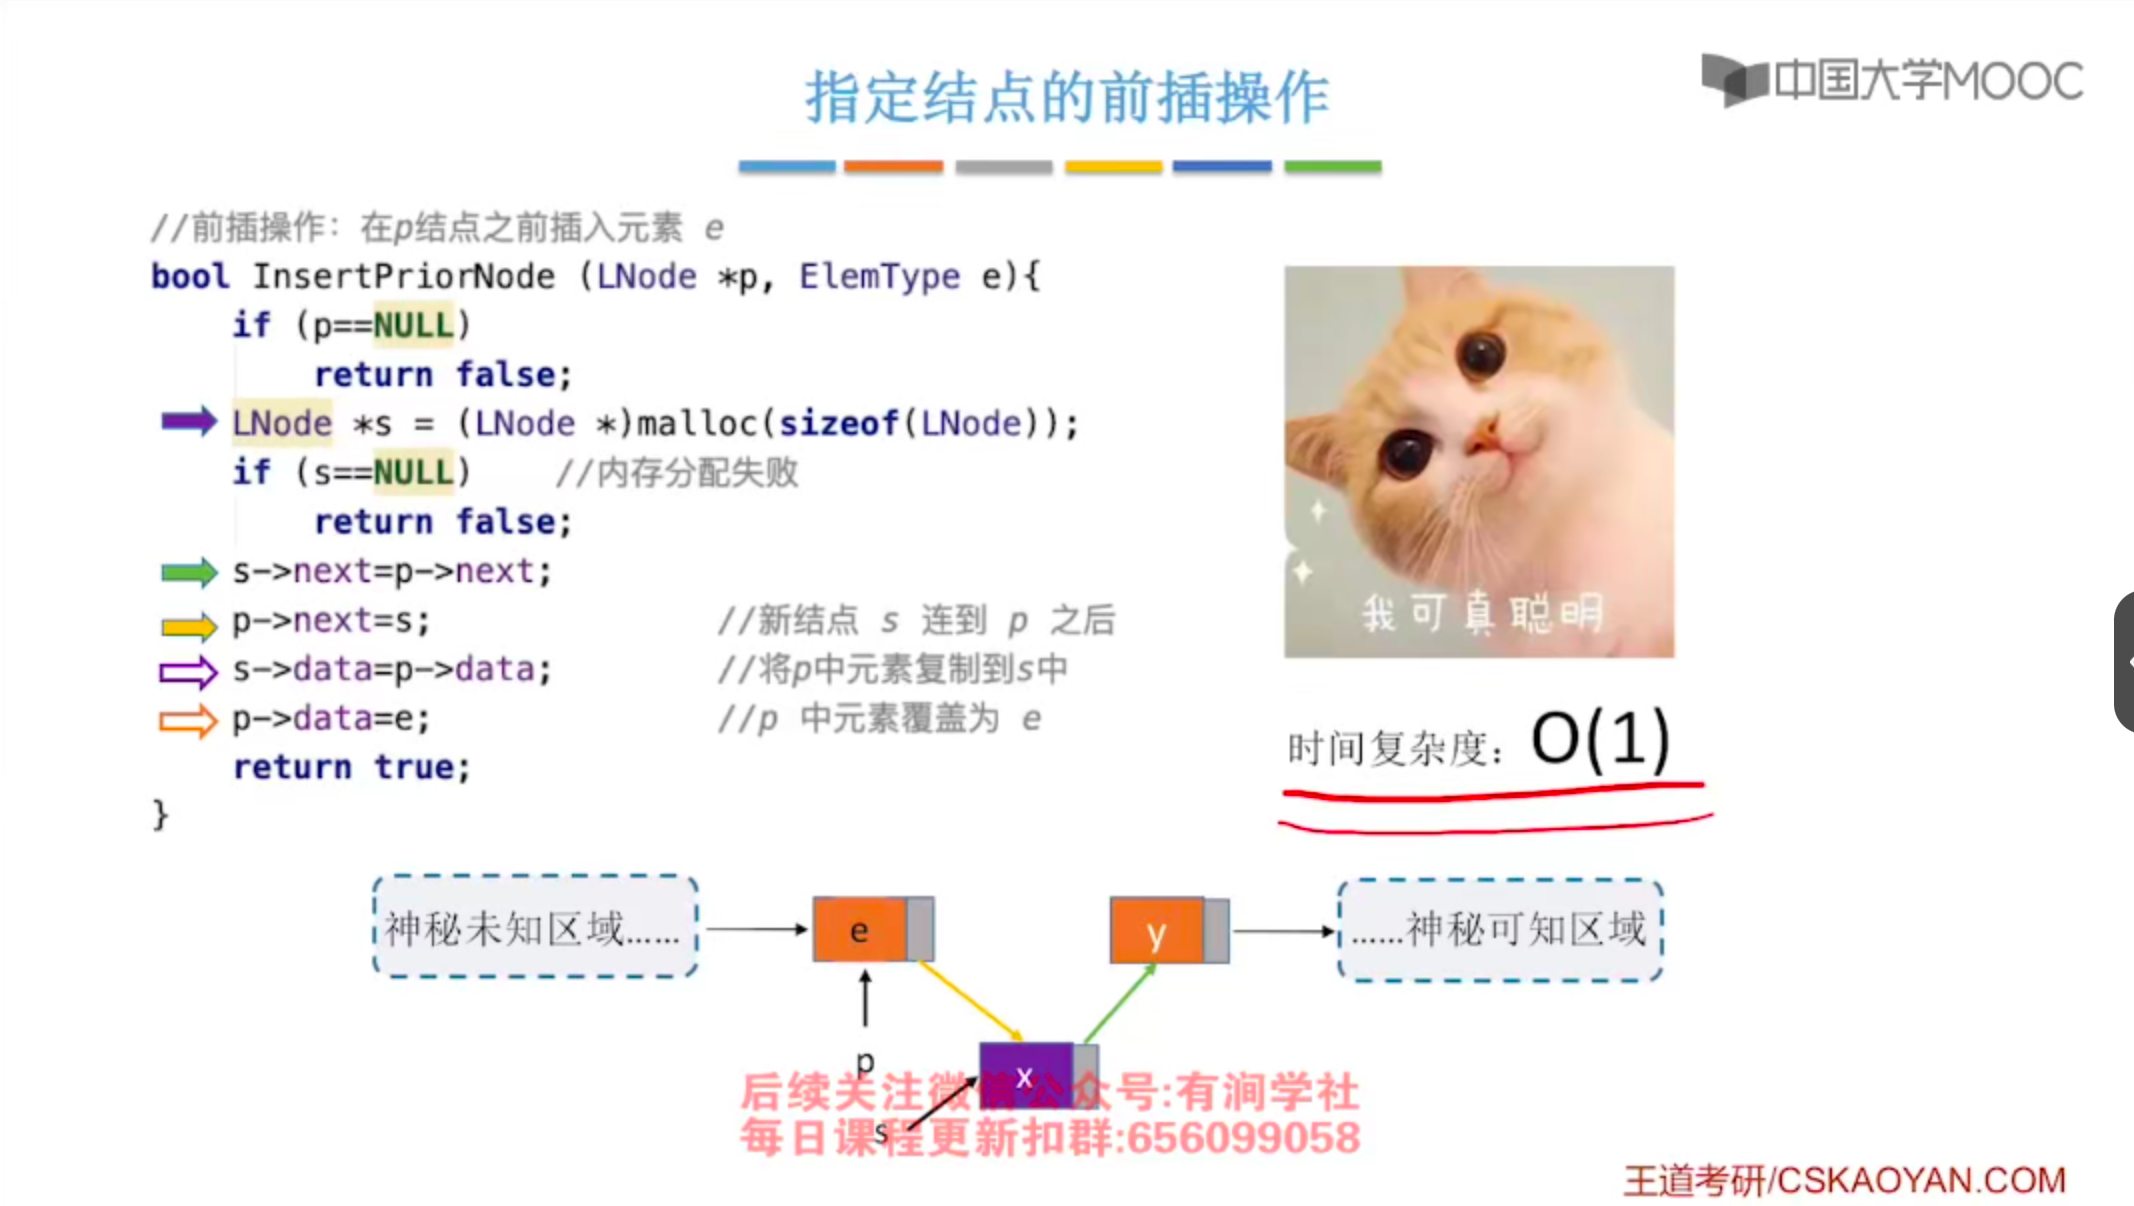 指定结点的前插操作
中国大学MOOC
//前插操作：在p结点之前插入元素 e
bool InsertPriorNode (LNode *p, ElemType e){
if (p==NULL)
return false;
LNode *s = (LNode *)malloc(sizeof(LNode));
if (s==NULL) //内存分配失败
return false;
s->next=p->next;
p->next=s; //新结点 s 连到 p 之后
s->data=p->data; //将p中元素复制到s中
p->data=e; //p 中元素覆盖为 e
return true;
}
我可真聪明
时间复杂度：O(1)
神秘未知区域……
e
y
……神秘可知区域
p
x
s
后续关注微信公众号:有涧学社
每日课程更新扣群:656099058
王道考研/CSKAOYAN.COM